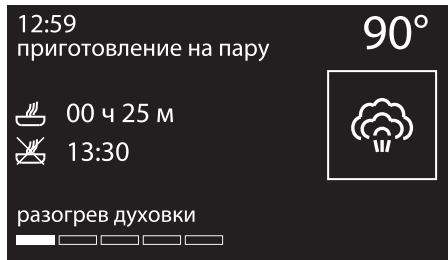 12:59
90°
приготовление на пару
00 ч 25 м
13:30
разогрев духовки